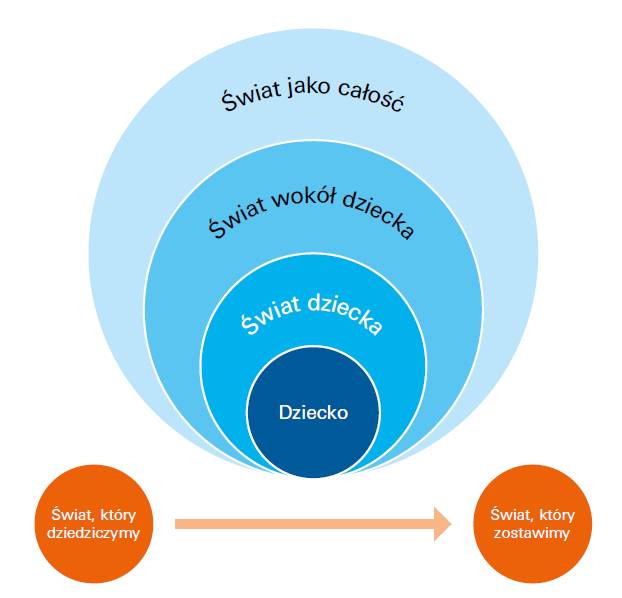 Świat jako całość
Świat wokół dziecka
Świat dziecka
Dziecko
Świat, który
dziedziczymy
Świat, który
zostawimy